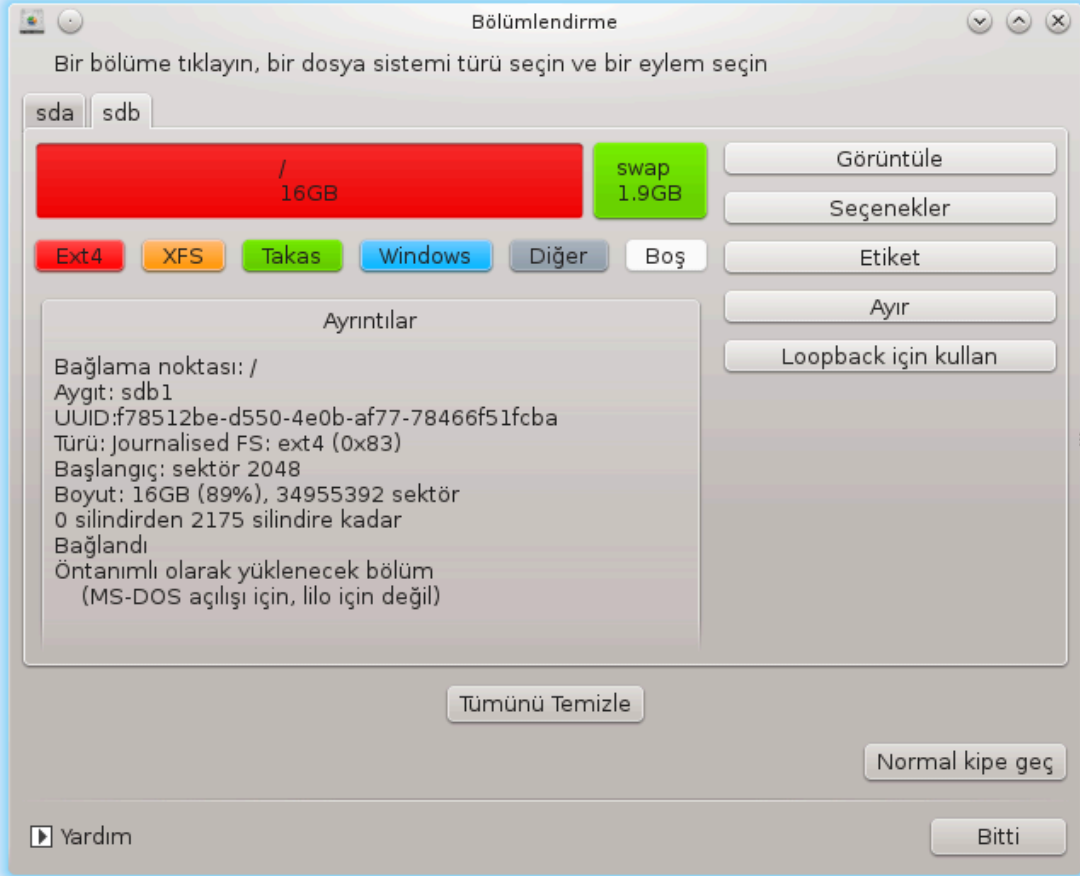 Bölümlendirme
Bir bölüme tıklayın, bir dosya sistemi türü seçin ve bir eylem seçin
sda sdb
/
16GB
swap
1.9GB
Ext4 XFS Takas Windows Diğer Boş
Ayrıntılar
Bağlama noktası: /
Aygıt: sdb1
UUID:f78512be-d550-4e0b-af77-78466f51fcba
Türü: Journalised FS: ext4 (0x83)
Başlangıç: sektör 2048
Boyut: 16GB (89%), 34955392 sektör
0 silindirden 2175 silindire kadar
Bağlandı
Öntanımlı olarak yüklenecek bölüm
(MS-DOS açılışı için, lilo için değil)
Görüntüle
Seçenekler
Etiket
Ayır
Loopback için kullan
Tümünü Temizle
Normal kipe geç
Yardım
Bitti